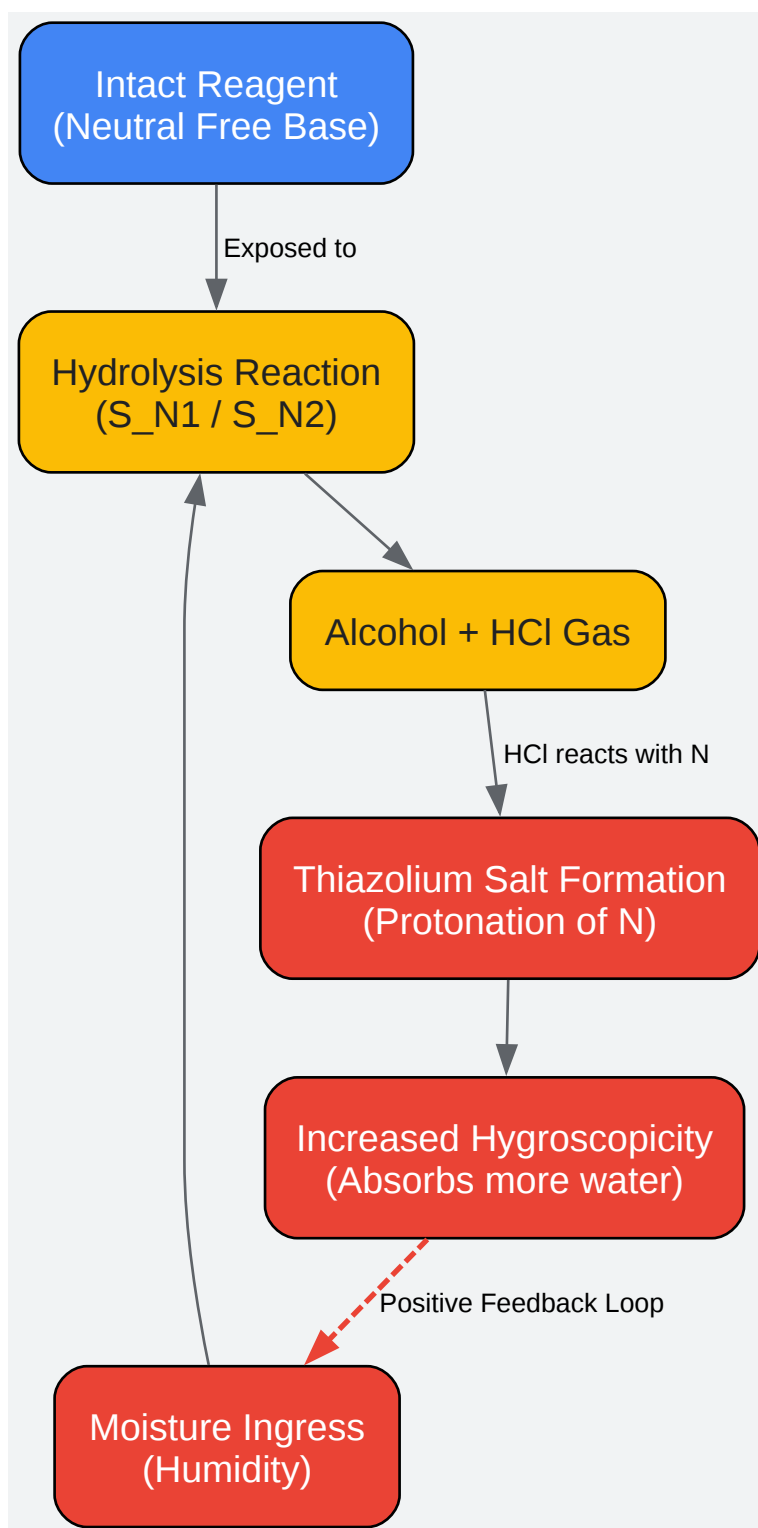 Intact Reagent
(Neutral Free Base)
Exposed to
Hydrolysis Reaction
(S_N1 / S_N2)
Alcohol + HCl Gas
HCl reacts with N
Thiazolium Salt Formation
(Protonation of N)
Increased Hygroscopicity
(Absorbs more water)
Positive Feedback Loop
Moisture Ingress
(Humidity)